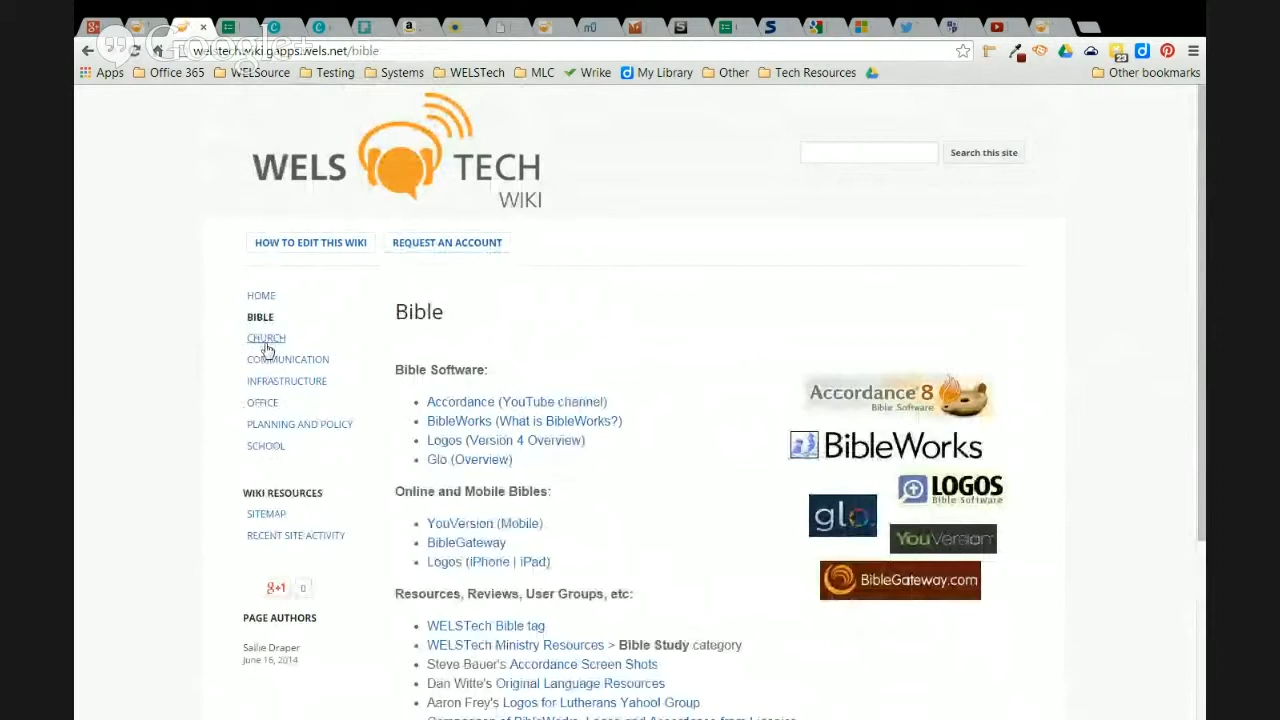 Google+
welstechwiki.gapps.wels.net/bible
Apps Office 365 WELSource Testing Systems WELSTech MLC Wrike My Library Other Tech Resources Other bookmarks
23
WELS TECH
WIKI
Search this site
HOW TO EDIT THIS WIKI REQUEST AN ACCOUNT
HOME
BIBLE
CHURCH
COMMUNICATION
INFRASTRUCTURE
OFFICE
PLANNING AND POLICY
SCHOOL
WIKI RESOURCES
SITEMAP
RECENT SITE ACTIVITY
g+1 0
PAGE AUTHORS
Sallie Draper
June 16, 2014
Bible
Bible Software:
Accordance (YouTube channel)
BibleWorks (What is BibleWorks?)
Logos (Version 4 Overview)
Glo (Overview)
Online and Mobile Bibles:
YouVersion (Mobile)
BibleGateway
Logos (iPhone | iPad)
Resources, Reviews, User Groups, etc:
WELSTech Bible tag
WELSTech Ministry Resources > Bible Study category
Steve Bauer's Accordance Screen Shots
Dan Witte's Original Language Resources
Aaron Frey's Logos for Lutherans Yahoo! Group
Accordance 8
Bible Software
BibleWorks
LOGOS
Bible Software
glo.
YouVersion
BibleGateway.com